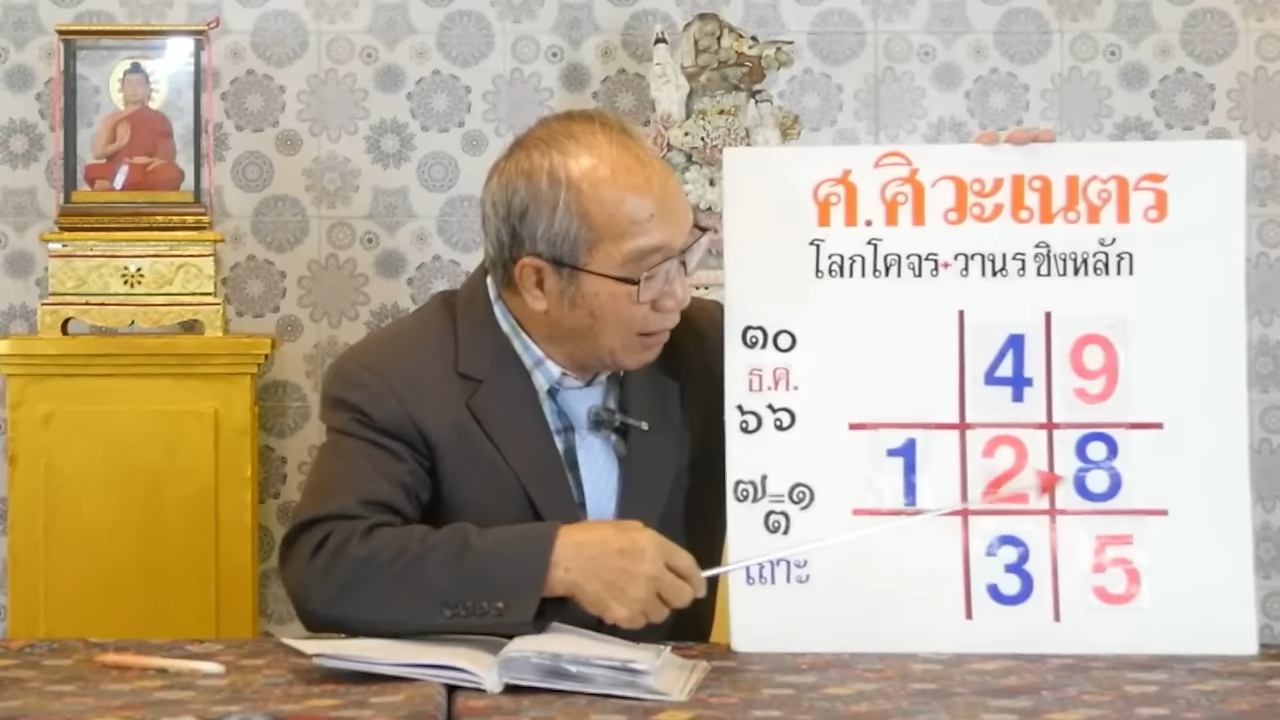 ศ.ศิวะเนตร
โลกโคจร+วานรชิงหลัก
๓๐
ธ.ค.
๖๖
๗=๑
๓
เถาะ
4 9
1 2 8
3 5